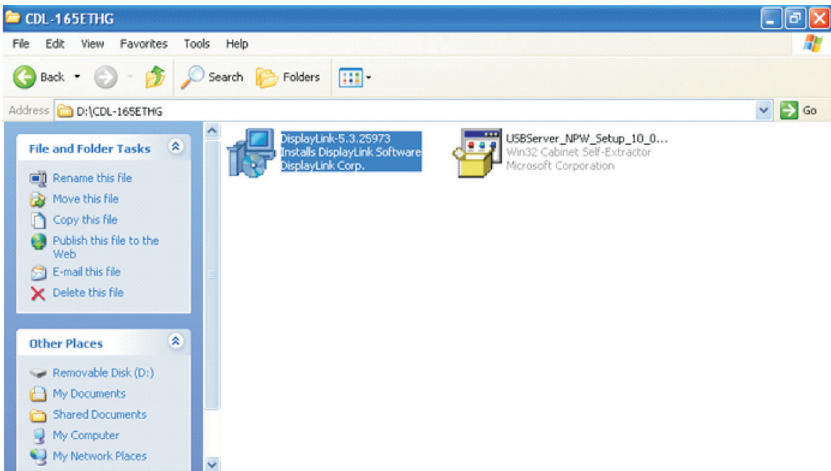 CDL-165ETHG
File Edit View Favorites Tools Help
Back Search Folders
Address D:\CDL-165ETHG Go
File and Folder Tasks
Rename this file
Move this file
Copy this file
Publish this file to the
Web
E-mail this file
Delete this file
Other Places
Removable Disk (D:)
My Documents
Shared Documents
My Computer
My Network Places
DisplayLink-5.3.25973
Installs DisplayLink Software
DisplayLink Corp.
USBServer_NPW_Setup_10_0...
Win32 Cabinet Self-Extractor
Microsoft Corporation